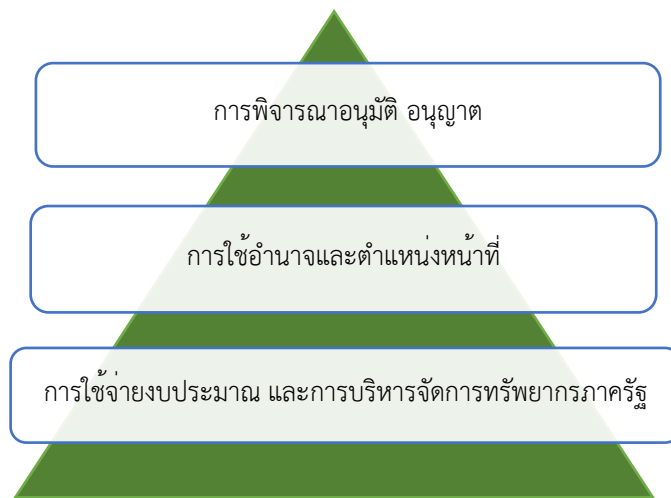 การพิจารณาอนุมัติ อนุญาต
การใช้อำนาจและตำแหน่งหน้าที่
การใช้จ่ายงบประมาณ และการบริหารจัดการทรัพยากรภาครัฐ